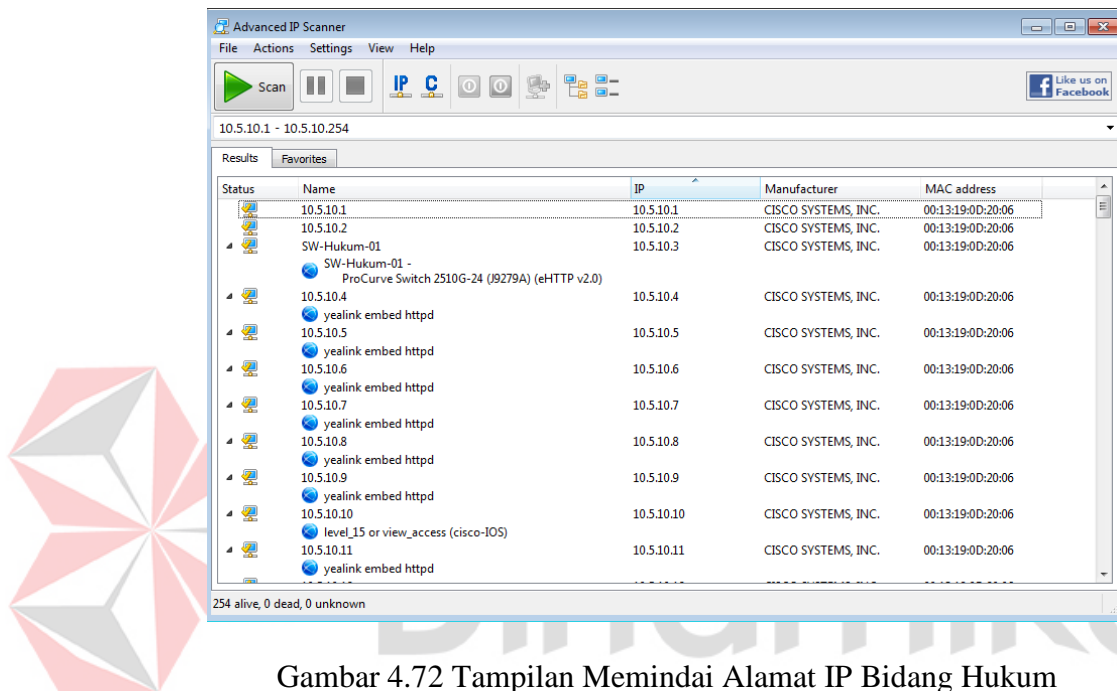 Advanced IP Scanner
File Actions Settings View Help
Scan IP C Like us on Facebook
10.5.10.1 - 10.5.10.254
Results Favorites
Status Name IP Manufacturer MAC address
10.5.10.1 10.5.10.1 CISCO SYSTEMS, INC. 00:13:19:0D:20:06
10.5.10.2 10.5.10.2 CISCO SYSTEMS, INC. 00:13:19:0D:20:06
SW-Hukum-01 10.5.10.3 CISCO SYSTEMS, INC. 00:13:19:0D:20:06
SW-Hukum-01 -
ProCurve Switch 2510G-24 (J9279A) (eHTTP v2.0)
10.5.10.4 10.5.10.4 CISCO SYSTEMS, INC. 00:13:19:0D:20:06
yealink embed httpd
10.5.10.5 10.5.10.5 CISCO SYSTEMS, INC. 00:13:19:0D:20:06
yealink embed httpd
10.5.10.6 10.5.10.6 CISCO SYSTEMS, INC. 00:13:19:0D:20:06
yealink embed httpd
10.5.10.7 10.5.10.7 CISCO SYSTEMS, INC. 00:13:19:0D:20:06
yealink embed httpd
10.5.10.8 10.5.10.8 CISCO SYSTEMS, INC. 00:13:19:0D:20:06
yealink embed httpd
10.5.10.9 10.5.10.9 CISCO SYSTEMS, INC. 00:13:19:0D:20:06
yealink embed httpd
10.5.10.10 10.5.10.10 CISCO SYSTEMS, INC. 00:13:19:0D:20:06
level_15 or view_access (cisco-IOS)
10.5.10.11 10.5.10.11 CISCO SYSTEMS, INC. 00:13:19:0D:20:06
yealink embed httpd
254 alive, 0 dead, 0 unknown
Gambar 4.72 Tampilan Memindai Alamat IP Bidang Hukum